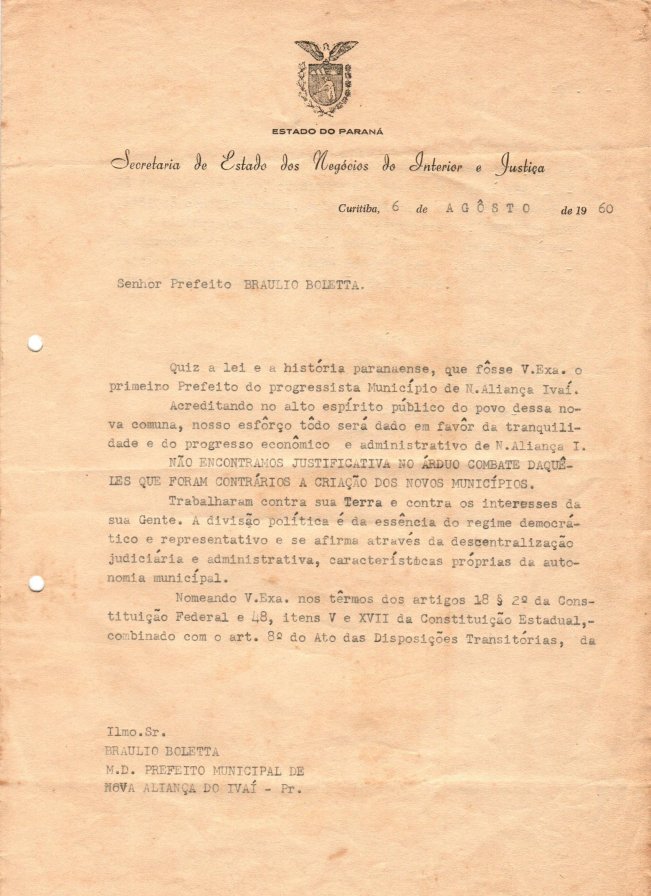 ESTADO DO PARANÁ
Secretaria de Estado dos Negócios do Interior e Justiça
Curitiba, 6 de AGÔSTO de 1960
Senhor Prefeito BRAULIO BOLETTA.
Quiz a lei e a história paranaense, que fôsse V.Exa. o
primeiro Prefeito do progressista Município de N.Aliança Ivaí.
Acreditando no alto espírito público do povo dessa no-
va comuna, nosso esfôrço tôdo será dado em favôr da tranquili-
dade e do progresso econômico e administrativo de N.Aliança I.
NÃO ENCONTRAMOS JUSTIFICATIVA NO ÁRDUO COMBATE DAQUÊ-
LES QUE FORAM CONTRÁRIOS A CRIAÇÃO DOS NOVOS MUNICÍPIOS.
Trabalharam contra sua Terra e contra os interesses da
sua Gente. A divisão política é da essência do regime democrá-
tico e representativo e se afirma através da descentralização
judiciária e administrativa, características próprias da auto-
nomia municipal.
Nomeando V.Exa. nos têrmos dos artigos 18 § 2º da Cons-
tituição Federal e 48, itens V e XVII da Constituição Estadual,-
combinado com o art. 8º do Ato das Disposições Transitórias, da
Ilmo.Sr.
BRAULIO BOLETTA
M.D. PREFEITO MUNICIPAL DE
NOVA ALIANÇA DO IVAÍ - Pr.